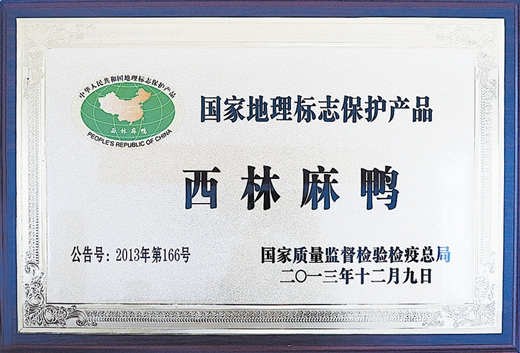 中华人民共和国地理标志保护产品
西林麻鸭
PEOPLE'S REPUBLIC OF CHINA
国家地理标志保护产品
西林麻鸭
公告号：2013年第166号
国家质量监督检验检疫总局
二〇一三年十二月九日